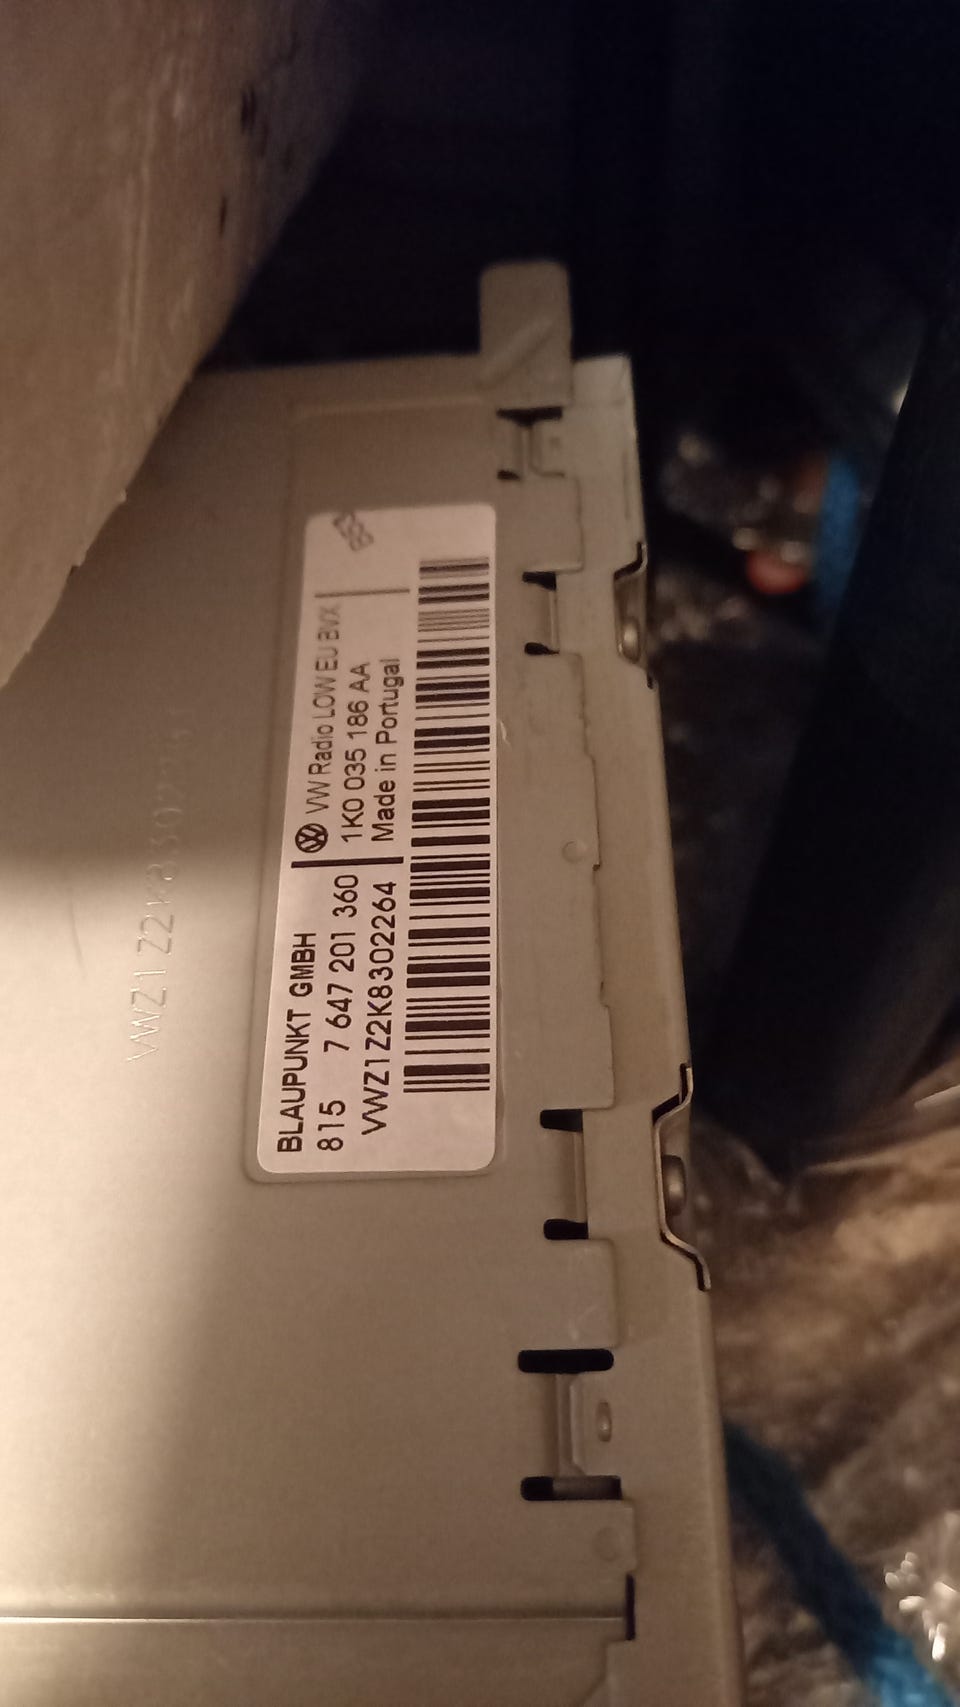 BLAUPUNKT GMBH
815 7 647 201 360
VWZ1Z2K8302264
VW Radio LOW EU BVX
1K0 035 186 AA
Made in Portugal